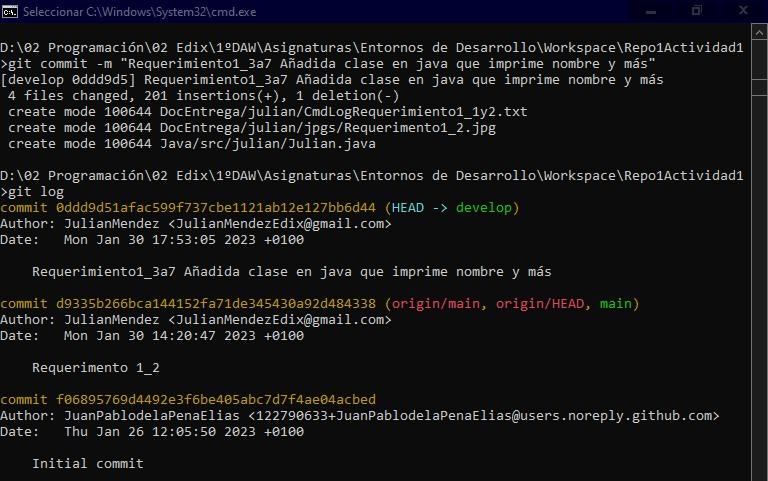 Seleccionar C:\Windows\System32\cmd.exe
D:\02 Programación\02 Edix\1ºDAW\Asignaturas\Entornos de Desarrollo\Workspace\Repo1Actividad1
>git commit -m "Requerimiento1_3a7 Añadida clase en java que imprime nombre y más"
[develop 0ddd9d5] Requerimiento1_3a7 Añadida clase en java que imprime nombre y más
 4 files changed, 201 insertions(+), 1 deletion(-)
 create mode 100644 DocEntrega/julian/CmdLogRequerimiento1_1y2.txt
 create mode 100644 DocEntrega/julian/jpgs/Requerimento1_2.jpg
 create mode 100644 Java/src/julian/Julian.java
D:\02 Programación\02 Edix\1ºDAW\Asignaturas\Entornos de Desarrollo\Workspace\Repo1Actividad1
>git log
commit 0ddd9d51afac599f737cbe1121ab12e127bb6d44 (HEAD -> develop)
Author: JulianMendez <JulianMendezEdix@gmail.com>
Date:   Mon Jan 30 17:53:05 2023 +0100
    Requerimiento1_3a7 Añadida clase en java que imprime nombre y más
commit d9335b266bca144152fa71de345430a92d484338 (origin/main, origin/HEAD, main)
Author: JulianMendez <JulianMendezEdix@gmail.com>
Date:   Mon Jan 30 14:20:47 2023 +0100
    Requerimento 1_2
commit f06895769d4492e3f6be405abc7d7f4ae04acbed
Author: JuanPablodelaPenaElias <122790633+JuanPablodelaPenaElias@users.noreply.github.com>
Date:   Thu Jan 26 12:05:50 2023 +0100
    Initial commit